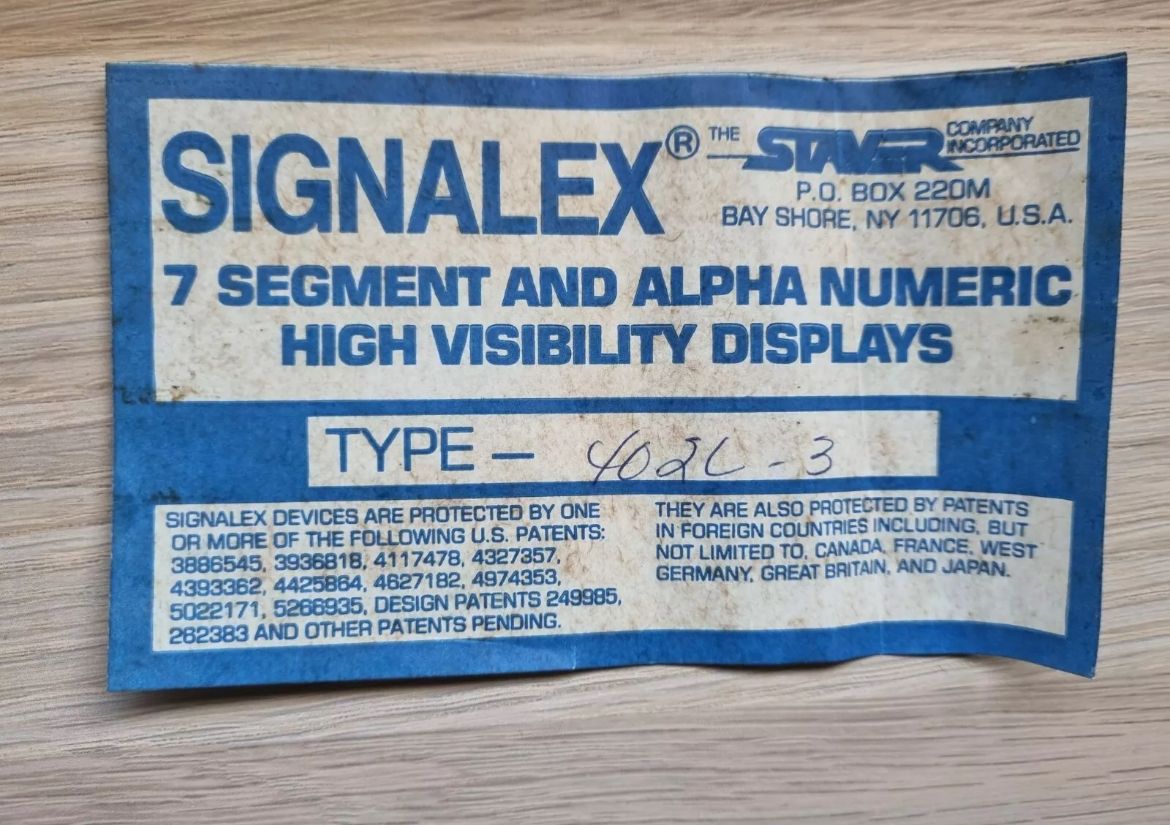 SIGNALEX® THE STAVER COMPANY INCORPORATED
P.O. BOX 220M
BAY SHORE, NY 11706, U.S.A.
7 SEGMENT AND ALPHA NUMERIC
HIGH VISIBILITY DISPLAYS
TYPE — 402L - 3
SIGNALEX DEVICES ARE PROTECTED BY ONE
OR MORE OF THE FOLLOWING U.S. PATENTS:
3886545, 3936818, 4117478, 4327357,
4393362, 4425864, 4627182, 4974353,
5022171, 5266935, DESIGN PATENTS 249985,
262383 AND OTHER PATENTS PENDING.
THEY ARE ALSO PROTECTED BY PATENTS
IN FOREIGN COUNTRIES INCLUDING, BUT
NOT LIMITED TO, CANADA, FRANCE, WEST
GERMANY, GREAT BRITAIN, AND JAPAN.